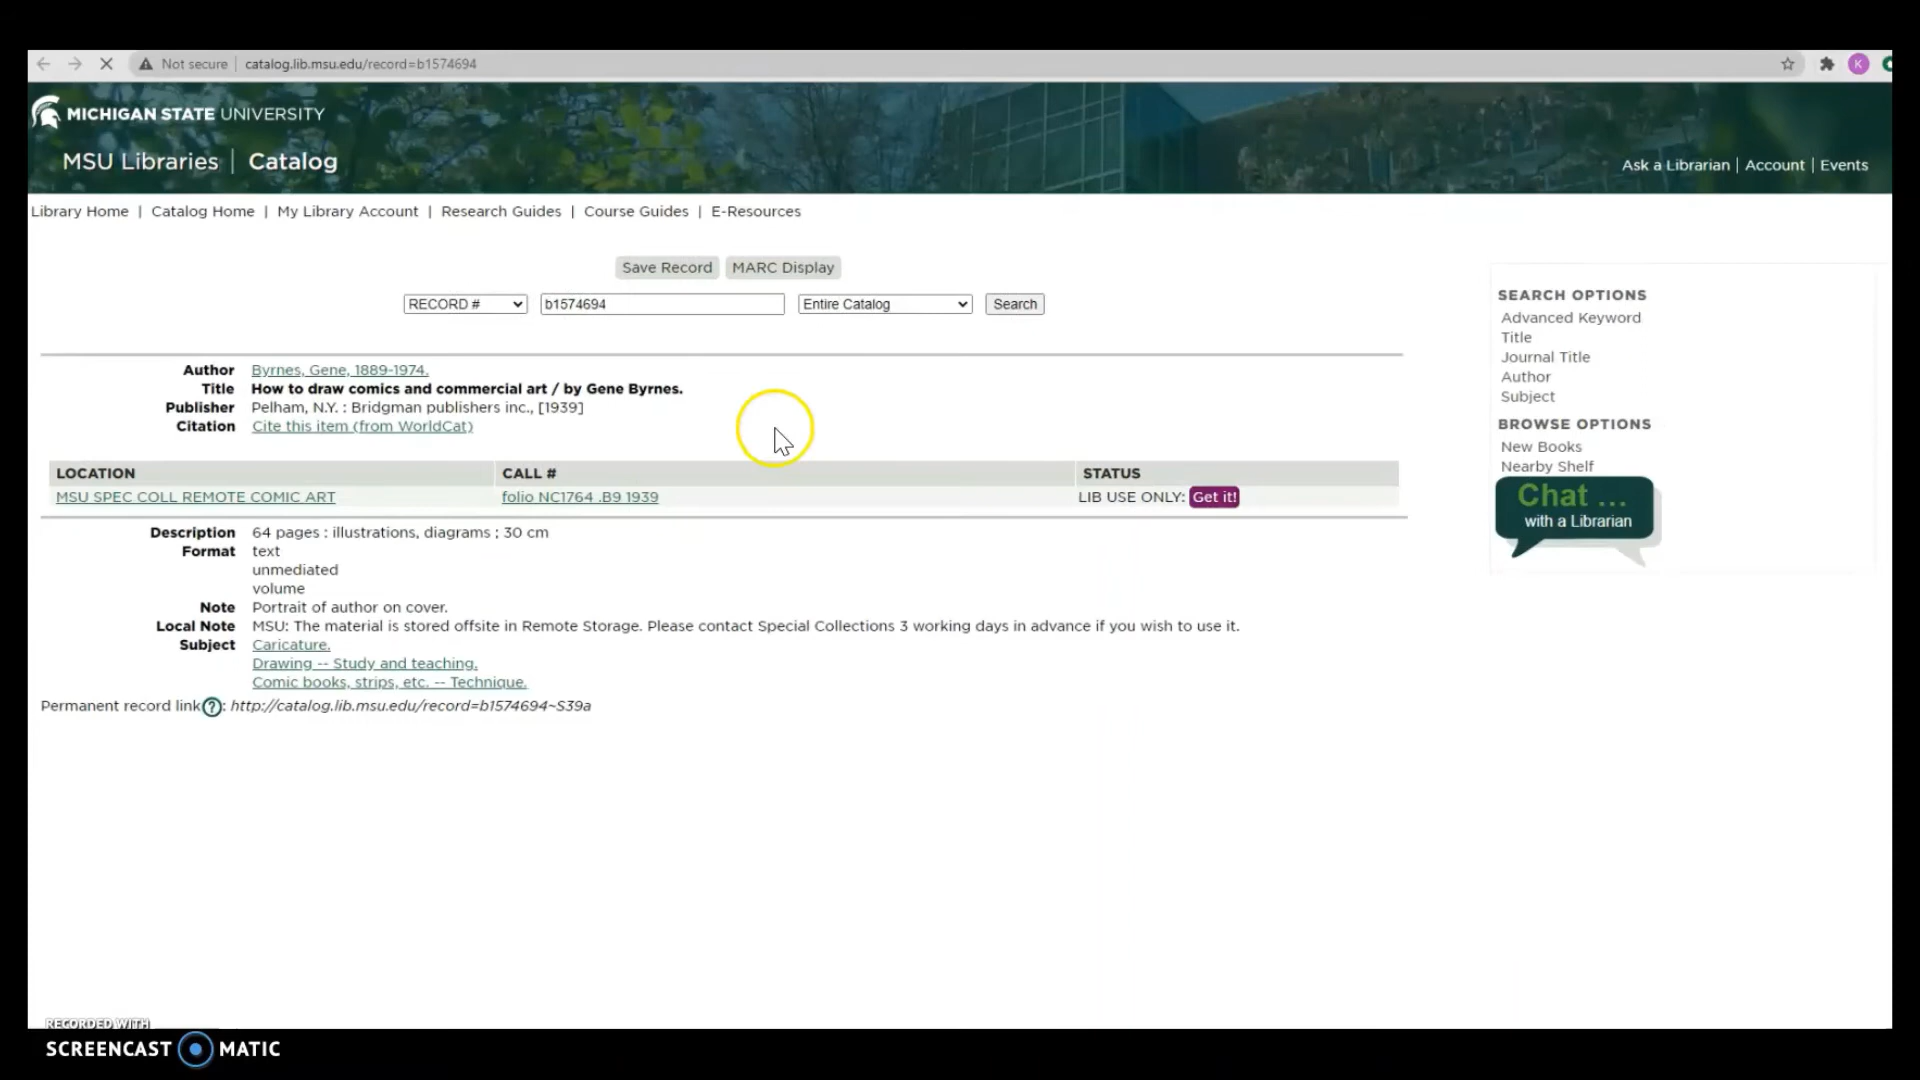 Not secure | catalog.lib.msu.edu/record=b1574694
K
MICHIGAN STATE UNIVERSITY
MSU Libraries | Catalog
Ask a Librarian | Account | Events
Library Home | Catalog Home | My Library Account | Research Guides | Course Guides | E-Resources
Save Record MARC Display
RECORD # b1574694 Entire Catalog Search
Author Byrnes, Gene, 1889-1974.
Title How to draw comics and commercial art / by Gene Byrnes.
Publisher Pelham, N.Y. : Bridgman publishers inc., [1939]
Citation Cite this item (from WorldCat)
LOCATION CALL # STATUS
MSU SPEC COLL REMOTE COMIC ART folio NC1764 .B9 1939 LIB USE ONLY: Get it!
Description 64 pages : illustrations, diagrams ; 30 cm
Format text
unmediated
volume
Note Portrait of author on cover.
Local Note MSU: The material is stored offsite in Remote Storage. Please contact Special Collections 3 working days in advance if you wish to use it.
Subject Caricature.
Drawing -- Study and teaching.
Comic books, strips, etc. -- Technique.
Permanent record link ? : http://catalog.lib.msu.edu/record=b1574694~S39a
SEARCH OPTIONS
Advanced Keyword
Title
Journal Title
Author
Subject
BROWSE OPTIONS
New Books
Nearby Shelf
Chat ...
with a Librarian
RECORDED WITH
SCREENCAST MATIC